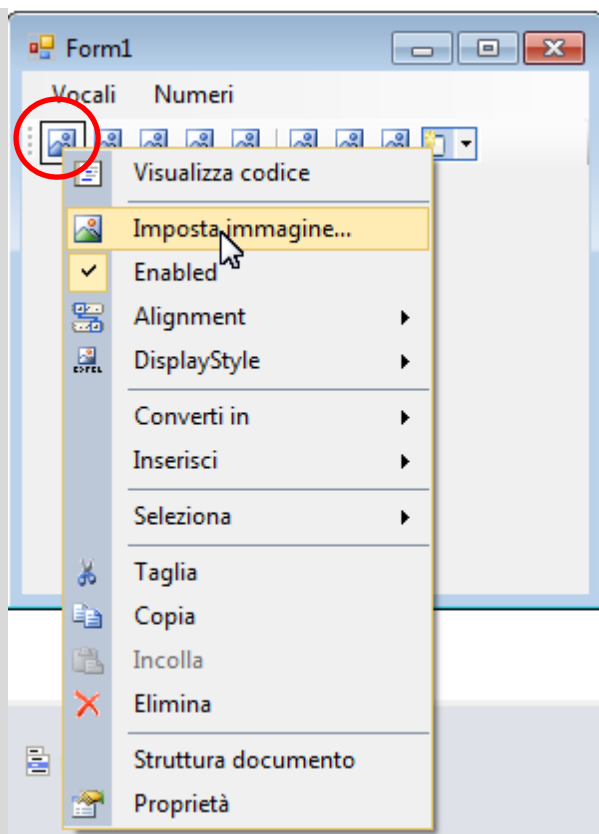 Form1
Vocali Numeri
Visualizza codice
Imposta immagine...
Enabled
Alignment
DisplayStyle
Converti in
Inserisci
Seleziona
Taglia
Copia
Incolla
Elimina
Struttura documento
Proprietà